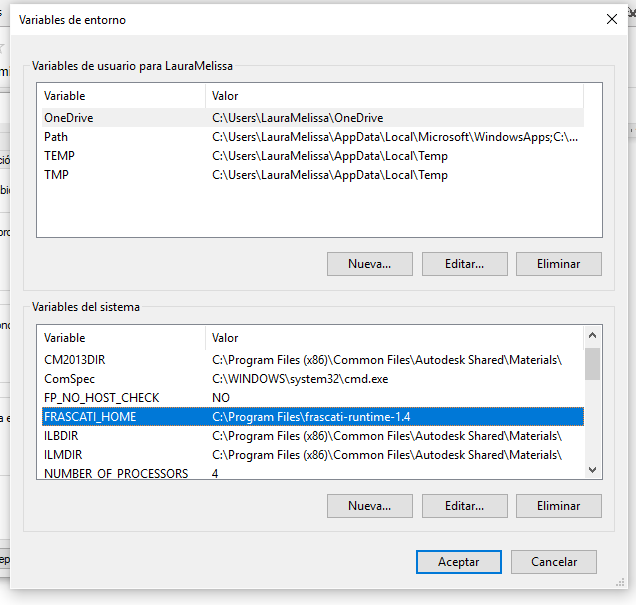 Variables de entorno
Variables de usuario para LauraMelissa
Variable Valor
OneDrive C:\Users\LauraMelissa\OneDrive
Path C:\Users\LauraMelissa\AppData\Local\Microsoft\WindowsApps;C:\...
TEMP C:\Users\LauraMelissa\AppData\Local\Temp
TMP C:\Users\LauraMelissa\AppData\Local\Temp
Nueva... Editar... Eliminar
Variables del sistema
Variable Valor
CM2013DIR C:\Program Files (x86)\Common Files\Autodesk Shared\Materials\
ComSpec C:\WINDOWS\system32\cmd.exe
FP_NO_HOST_CHECK NO
FRASCATI_HOME C:\Program Files\frascati-runtime-1.4
ILBDIR C:\Program Files (x86)\Common Files\Autodesk Shared\Materials\
ILMDIR C:\Program Files (x86)\Common Files\Autodesk Shared\Materials\
NUMBER_OF_PROCESSORS 4
Nueva... Editar... Eliminar
Aceptar Cancelar